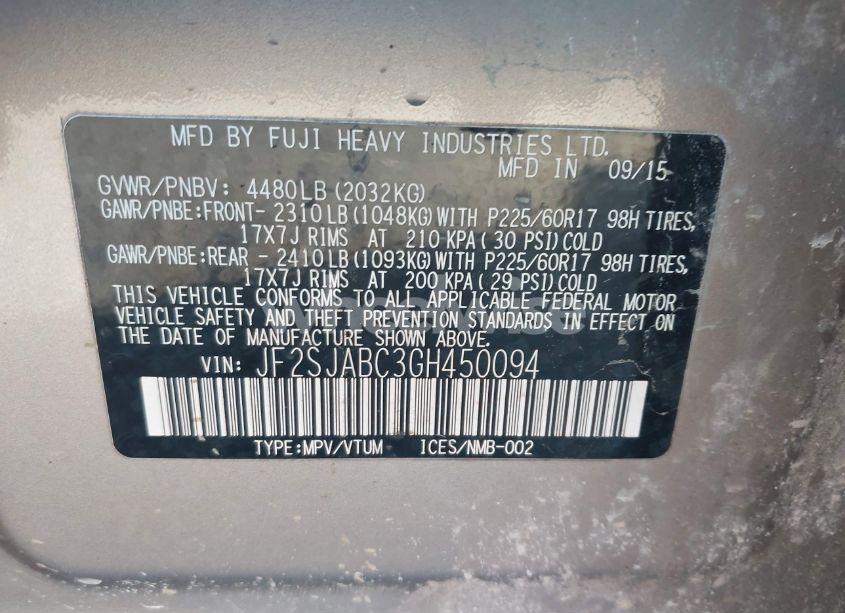 MFD BY FUJI HEAVY INDUSTRIES LTD.
MFD IN 09/15
GVWR/PNBV: 4480LB (2032KG)
GAWR/PNBE:FRONT- 2310LB(1048KG)WITH P225/60R17 98H TIRES,
17X7J RIMS AT 210 KPA( 30 PSI)COLD
GAWR/PNBE:REAR - 2410LB(1093KG)WITH P225/60R17 98H TIRES,
17X7J RIMS AT 200 KPA( 29 PSI)COLD
THIS VEHICLE CONFORMS TO ALL APPLICABLE FEDERAL MOTOR
VEHICLE SAFETY AND THEFT PREVENTION STANDARDS IN EFFECT ON
THE DATE OF MANUFACTURE SHOWN ABOVE.
VIN: JF2SJABC3GH450094
TYPE:MPV/VTUM ICES/NMB-002